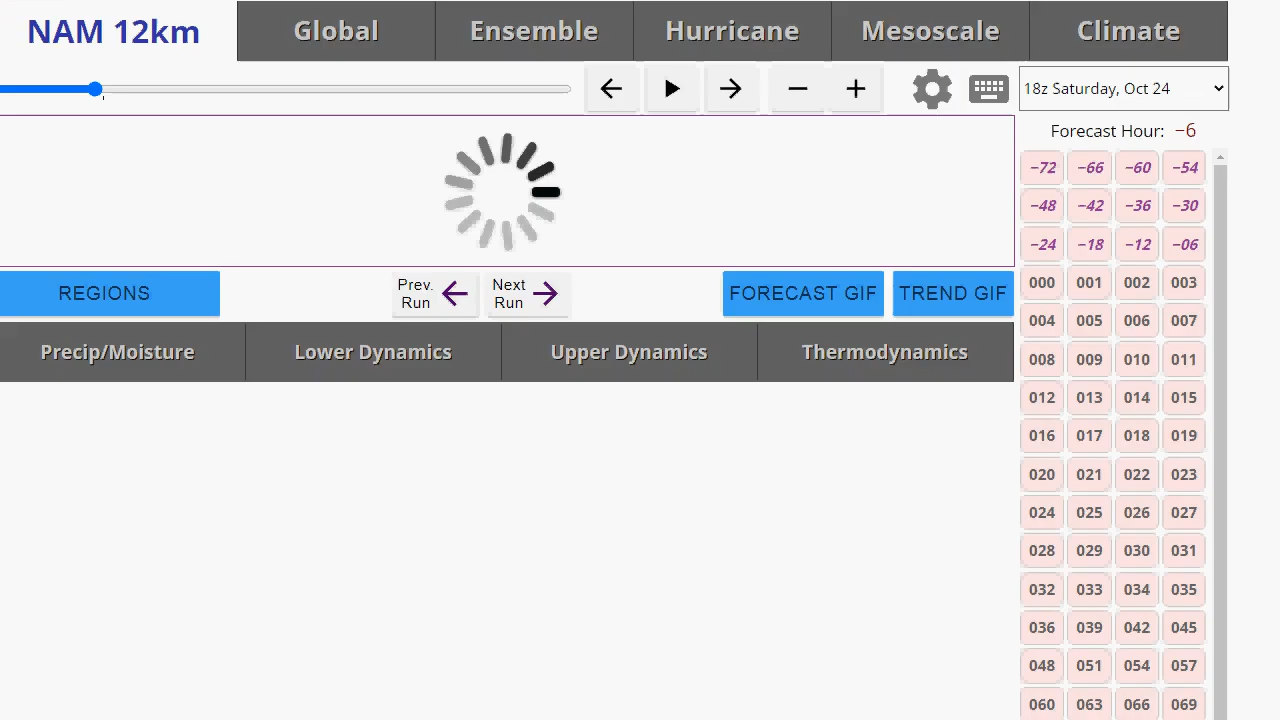 NAM 12km Global Ensemble Hurricane Mesoscale Climate
18z Saturday, Oct 24
Forecast Hour: −6
−72 −66 −60 −54
−48 −42 −36 −30
−24 −18 −12 −06
000 001 002 003
004 005 006 007
008 009 010 011
012 013 014 015
016 017 018 019
020 021 022 023
024 025 026 027
028 029 030 031
032 033 034 035
036 039 042 045
048 051 054 057
060 063 066 069
REGIONS
Prev.
Run
Next
Run
FORECAST GIF
TREND GIF
Precip/Moisture Lower Dynamics Upper Dynamics Thermodynamics